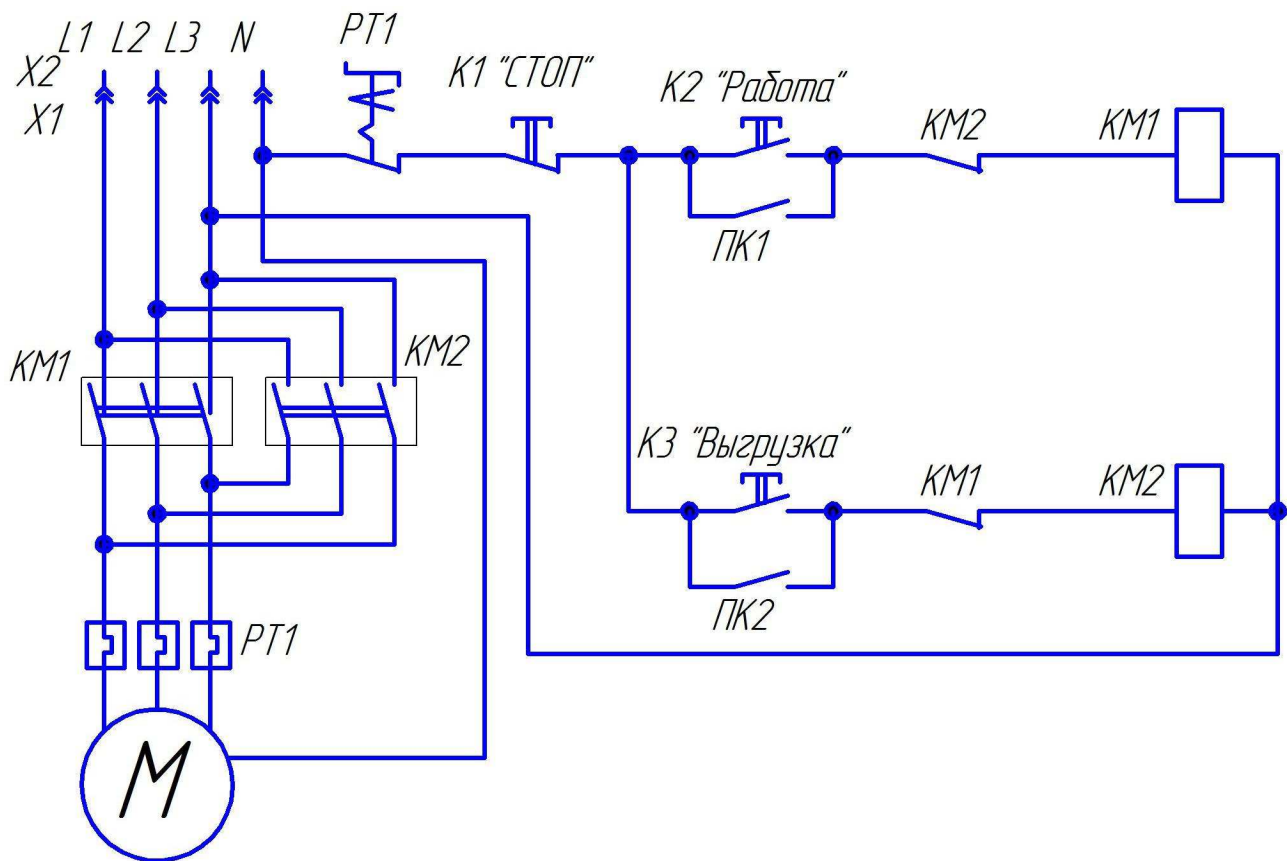 L1 L2 L3 N
X2
X1
РТ1
К1 "СТОП"
К2 "Работа"
КМ2
КМ1
ПК1
КМ1
КМ2
К3 "Выгрузка"
КМ1
КМ2
ПК2
РТ1
М